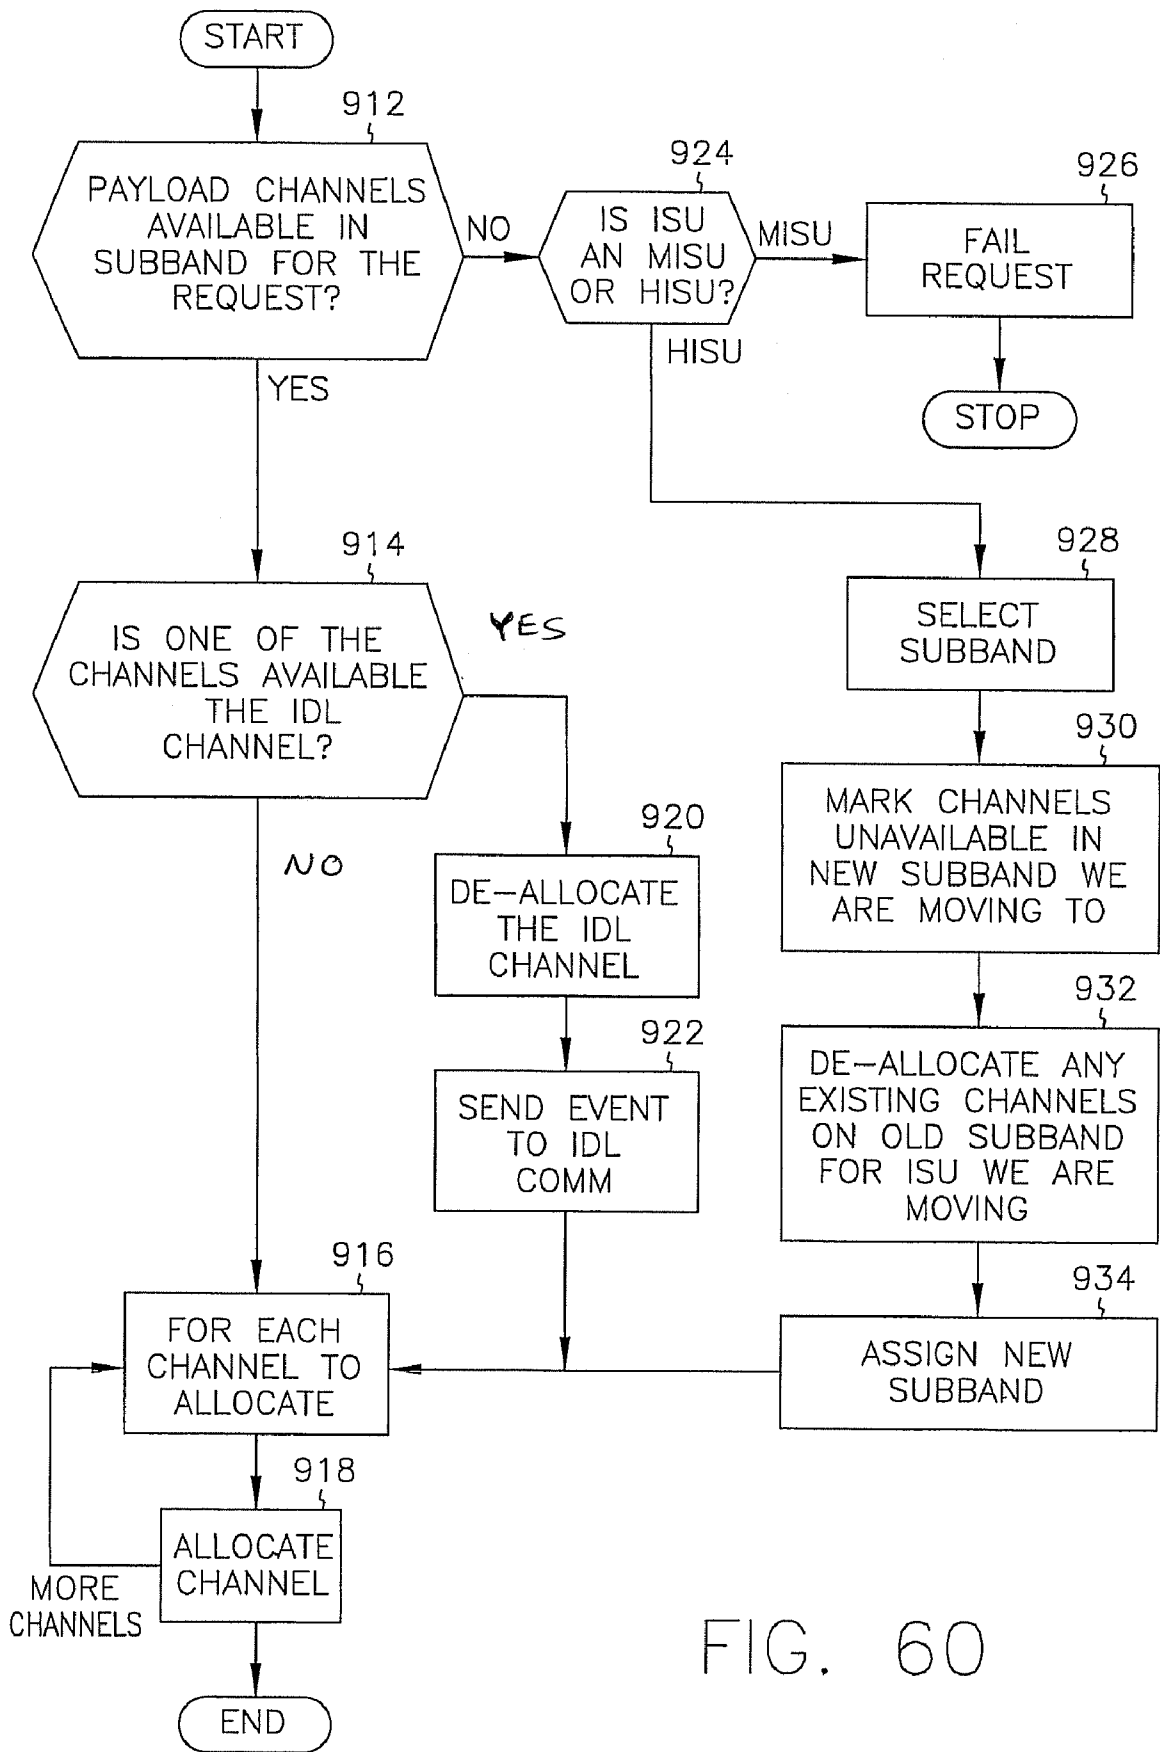 START
912
PAYLOAD CHANNELS
AVAILABLE IN
SUBBAND FOR THE
REQUEST?
NO
YES
924
IS ISU
AN MISU
OR HISU?
MISU
HISU
926
FAIL
REQUEST
STOP
914
IS ONE OF THE
CHANNELS AVAILABLE
THE IDL
CHANNEL?
YES
NO
928
SELECT
SUBBAND
930
MARK CHANNELS
UNAVAILABLE IN
NEW SUBBAND WE
ARE MOVING TO
920
DE-ALLOCATE
THE IDL
CHANNEL
932
DE-ALLOCATE ANY
EXISTING CHANNELS
ON OLD SUBBAND
FOR ISU WE ARE
MOVING
922
SEND EVENT
TO IDL
COMM
916
FOR EACH
CHANNEL TO
ALLOCATE
934
ASSIGN NEW
SUBBAND
918
ALLOCATE
CHANNEL
MORE
CHANNELS
END
FIG. 60